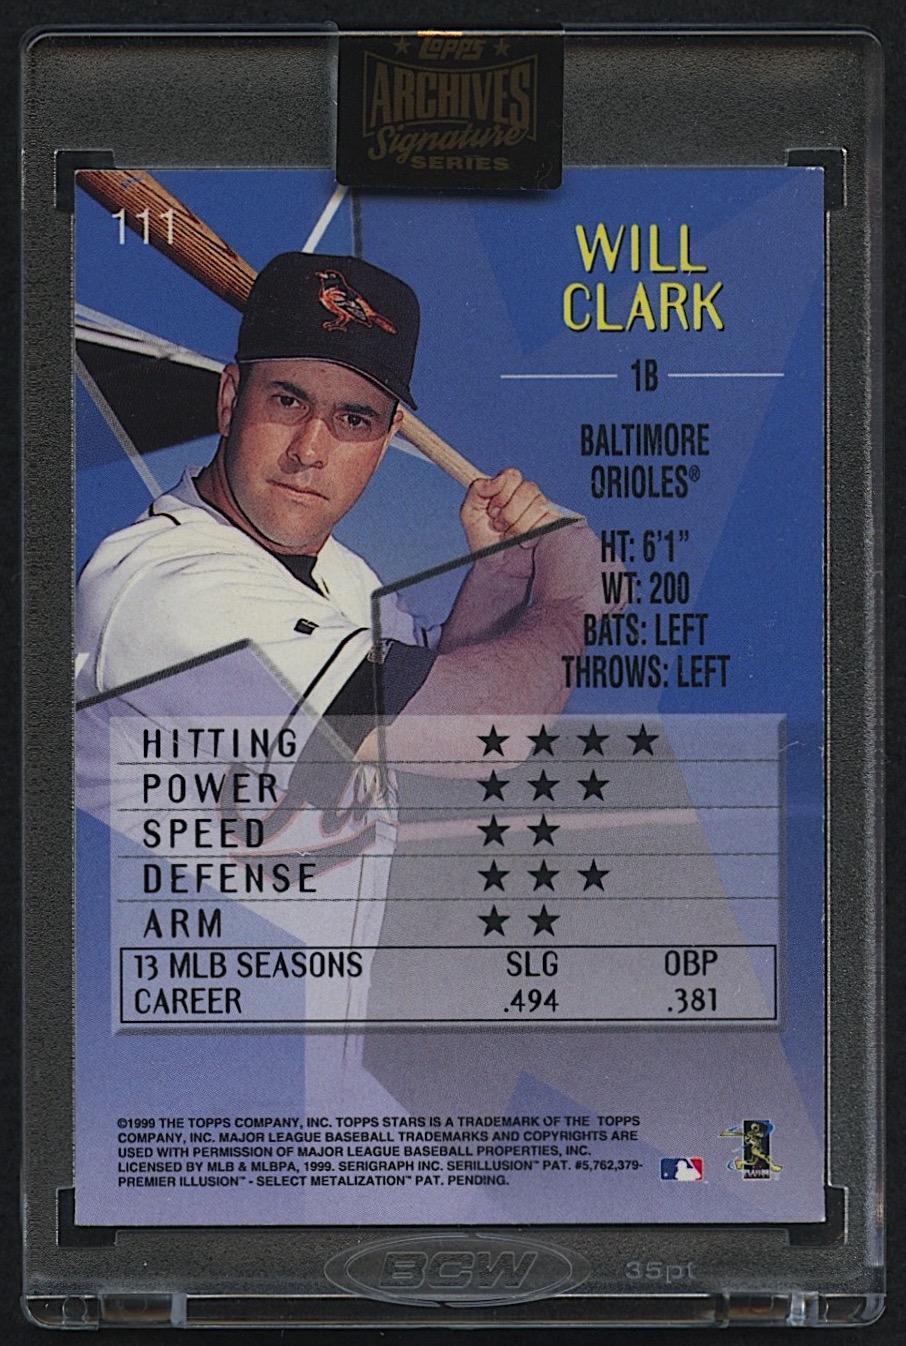 Topps
ARCHIVES
Signature
SERIES
111
WILL
CLARK
1B
BALTIMORE
ORIOLES®
HT: 6'1"
WT: 200
BATS: LEFT
THROWS: LEFT
HITTING ★ ★ ★ ★
POWER ★ ★ ★
SPEED ★ ★
DEFENSE ★ ★ ★
ARM ★ ★
13 MLB SEASONS SLG OBP
CAREER .494 .381
©1999 THE TOPPS COMPANY, INC. TOPPS STARS IS A TRADEMARK OF THE TOPPS
COMPANY, INC. MAJOR LEAGUE BASEBALL TRADEMARKS AND COPYRIGHTS ARE
USED WITH PERMISSION OF MAJOR LEAGUE BASEBALL PROPERTIES, INC.
LICENSED BY MLB & MLBPA, 1999. SERIGRAPH INC. SERILLUSION™ PAT. #5,762,379-
PREMIER ILLUSION™ - SELECT METALIZATION™ PAT. PENDING.
BCW 35pt